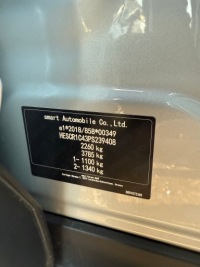 smart Automobile Co.,Ltd.
e1*2018/858*00349
HESCR1C43PS239408
2260 kg
3785 kg
1- 1100 kg
2- 1340 kg